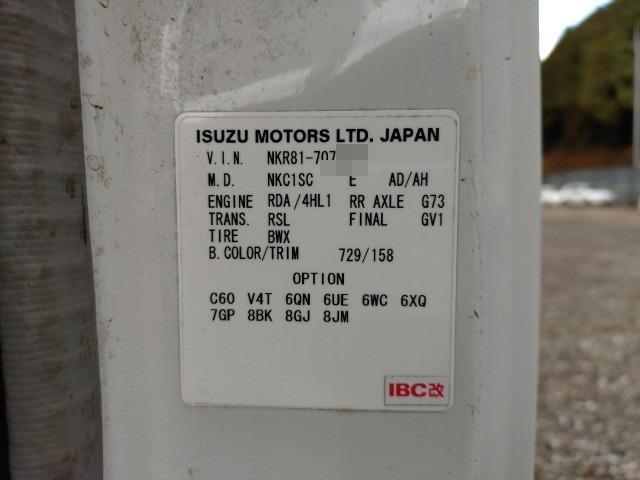 ISUZU MOTORS LTD. JAPAN
V.I.N. NKR81-707
M.D. NKC1SC E AD/AH
ENGINE RDA/4HL1 RR AXLE G73
TRANS. RSL FINAL GV1
TIRE BWX
B.COLOR/TRIM 729/158
OPTION
C60 V4T 6QN 6UE 6WC 6XQ
7GP 8BK 8GJ 8JM
IBC改